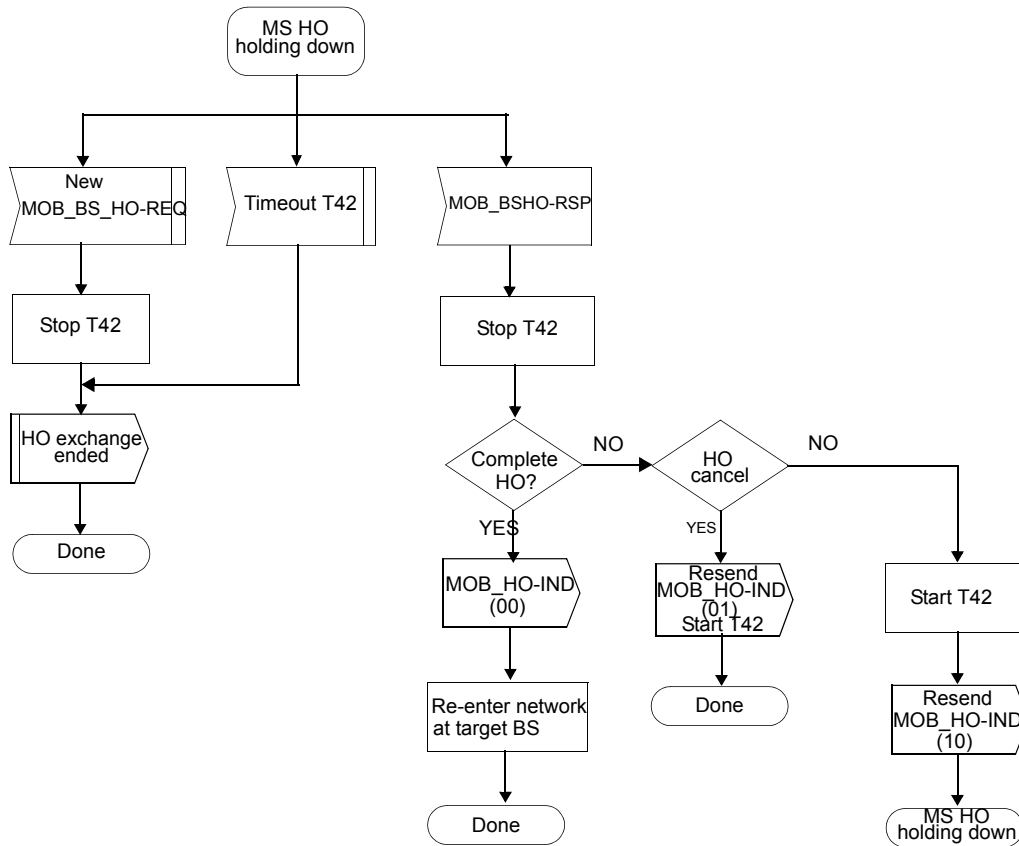 MS HO
holding down
New
MOB_BS_HO-REQ
Timeout T42
MOB_BSHO-RSP
Stop T42
Stop T42
HO exchange
ended
Done
Complete
HO?
NO
HO
cancel
NO
YES
YES
MOB_HO-IND
(00)
Resend
MOB_HO-IND
(01)
Start T42
Start T42
Re-enter network
at target BS
Done
Resend
MOB_HO-IND
(10)
Done
MS HO
holding down